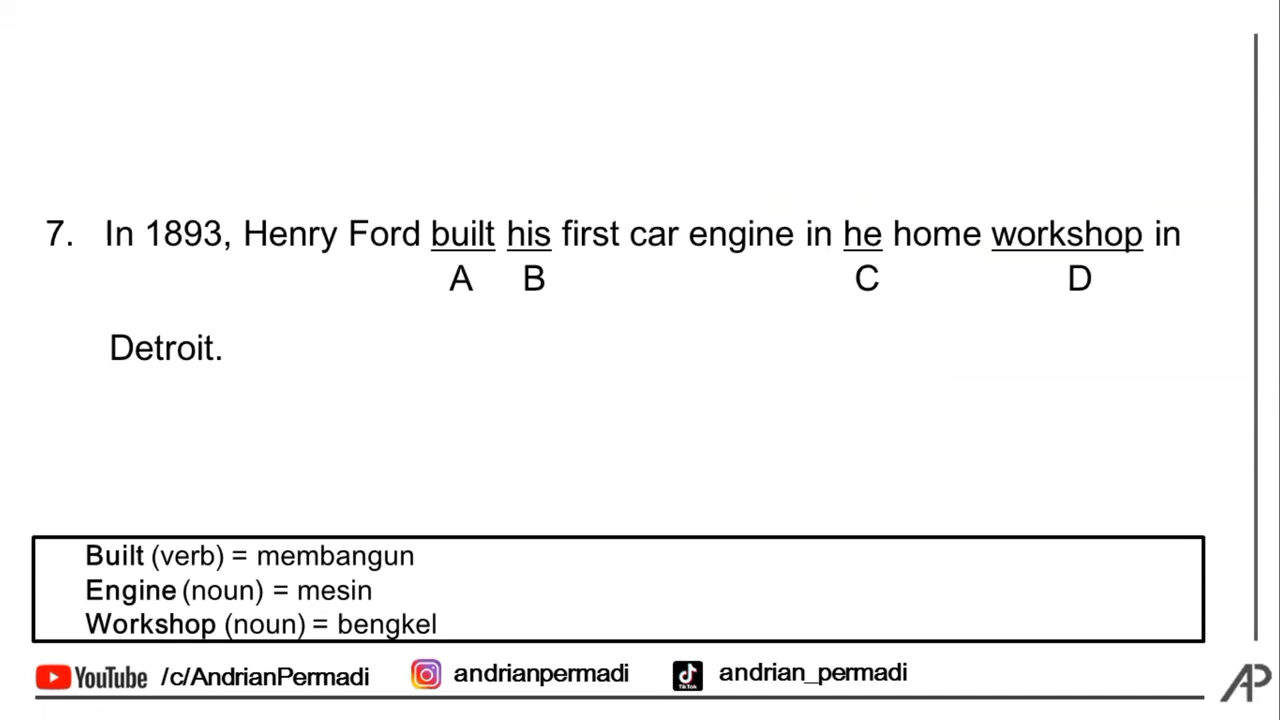 7. In 1893, Henry Ford built his first car engine in he home workshop in
A B C D
Detroit.
Built (verb) = membangun
Engine (noun) = mesin
Workshop (noun) = bengkel
YouTube /c/AndrianPermadi andrianpermadi TikTok andrian_permadi AP